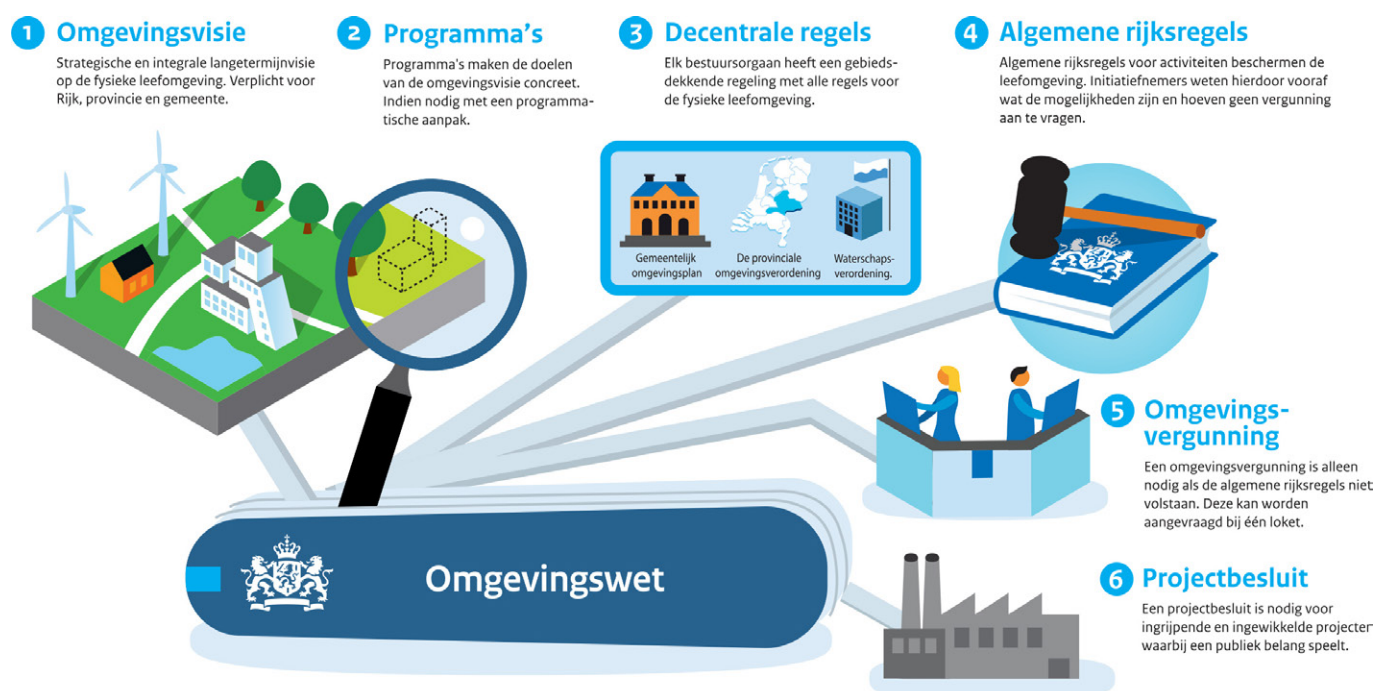 1 Omgevingsvisie
Strategische en integrale langetermijnvisie
op de fysieke leefomgeving. Verplicht voor
Rijk, provincie en gemeente.
2 Programma's
Programma's maken de doelen
van de omgevingsvisie concreet.
Indien nodig met een programma-
tische aanpak.
3 Decentrale regels
Elk bestuursorgaan heeft een gebieds-
dekkende regeling met alle regels voor
de fysieke leefomgeving.
Gemeentelijk
omgevingsplan
De provinciale
omgevingsverordening
Waterschaps-
verordening.
4 Algemene rijksregels
Algemene rijksregels voor activiteiten beschermen de
leefomgeving. Initiatiefnemers weten hierdoor vooraf
wat de mogelijkheden zijn en hoeven geen vergunning
aan te vragen.
5 Omgevings-
vergunning
Een omgevingsvergunning is alleen
nodig als de algemene rijksregels niet
volstaan. Deze kan worden
aangevraagd bij één loket.
6 Projectbesluit
Een projectbesluit is nodig voor
ingrijpende en ingewikkelde projecten
waarbij een publiek belang speelt.
Omgevingswet